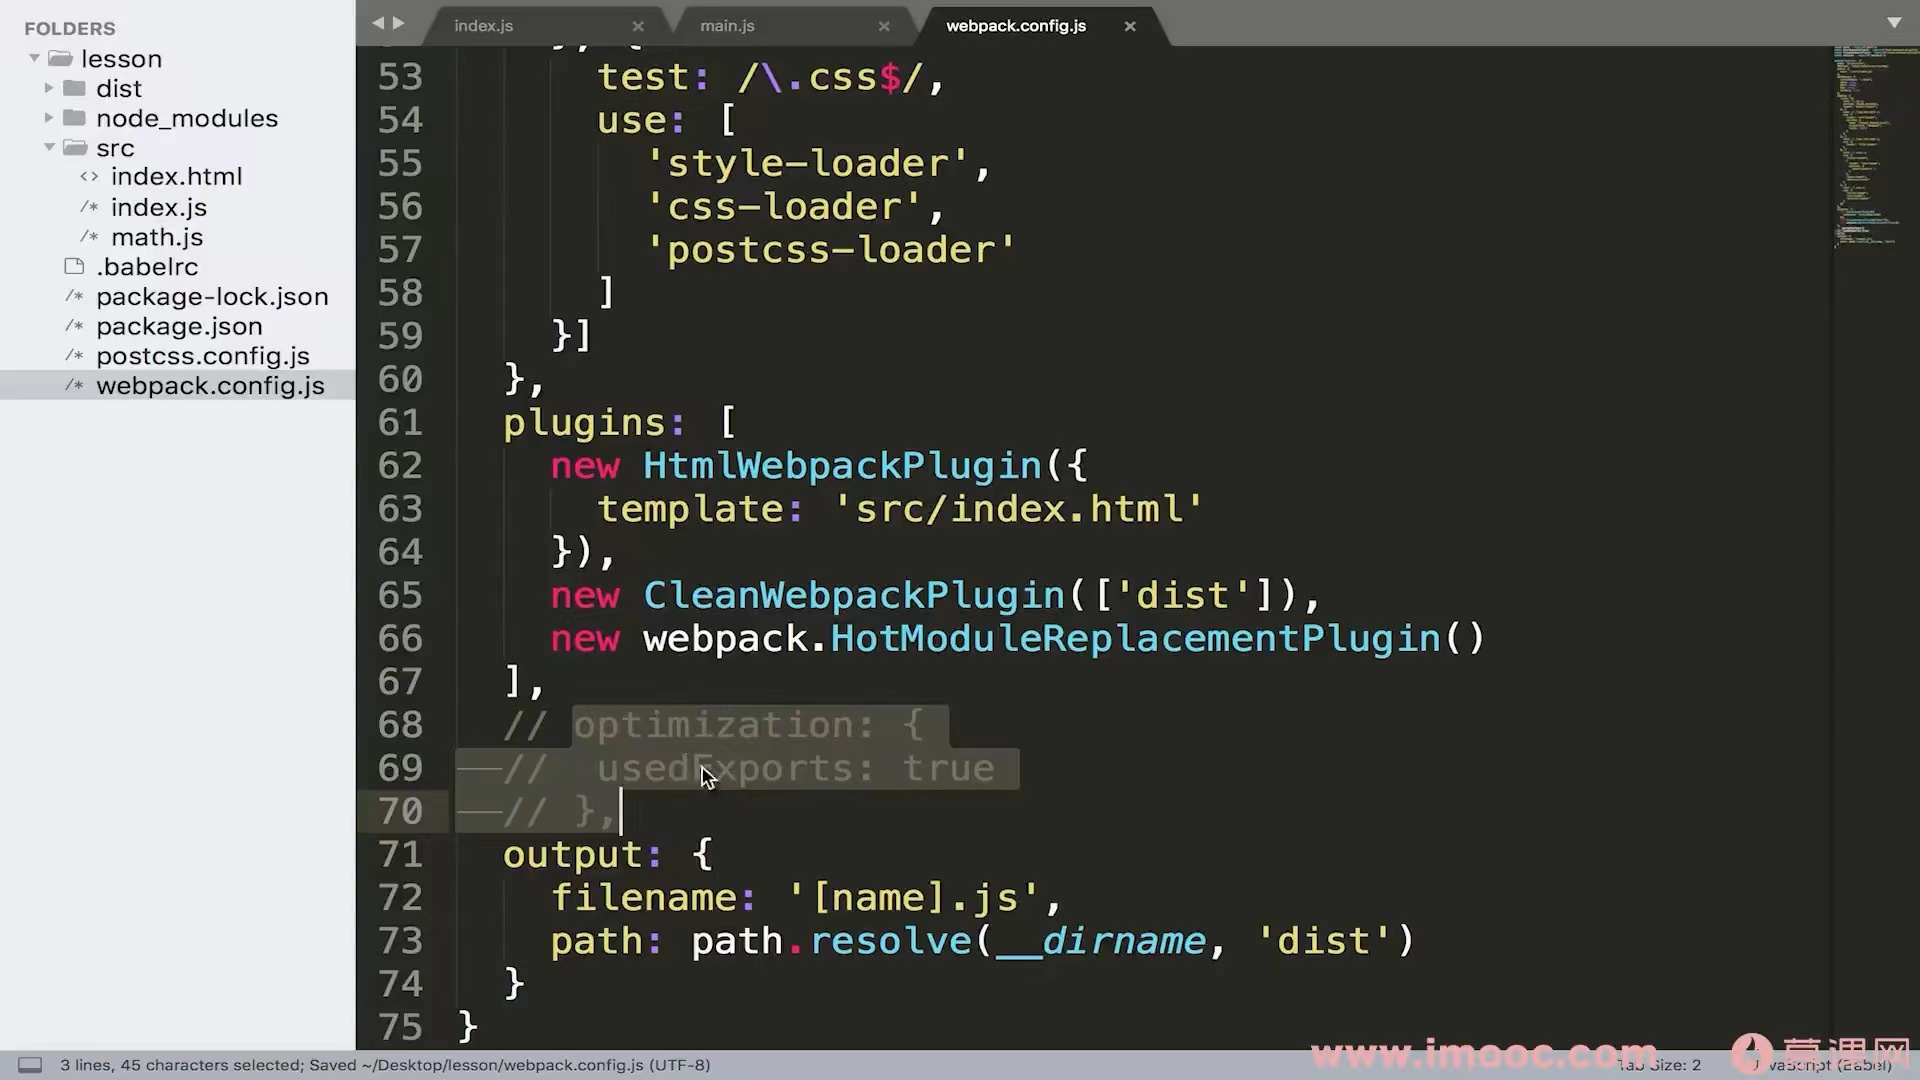 FOLDERS
lesson
dist
node_modules
src
index.html
index.js
math.js
.babelrc
package-lock.json
package.json
postcss.config.js
webpack.config.js
index.js
main.js
webpack.config.js
53 test: /\.css$/,
54 use: [
55 'style-loader',
56 'css-loader',
57 'postcss-loader'
58 ]
59 }]
60 },
61 plugins: [
62 new HtmlWebpackPlugin({
63 template: 'src/index.html'
64 }),
65 new CleanWebpackPlugin(['dist']),
66 new webpack.HotModuleReplacementPlugin()
67 ],
68 // optimization: {
69 // usedExports: true
70 // },
71 output: {
72 filename: '[name].js',
73 path: path.resolve(__dirname, 'dist')
74 }
75 }
3 lines, 45 characters selected; Saved ~/Desktop/lesson/webpack.config.js (UTF-8)
Tab Size: 2
JavaScript (Babel)
www.imooc.com
慕课网